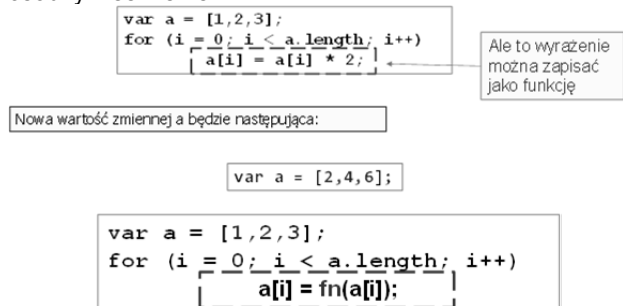 var a = [1,2,3];
for (i = 0; i < a.length; i++)
a[i] = a[i] * 2;
Ale to wyrażenie
można zapisać
jako funkcję
Nowa wartość zmiennej a będzie następująca:
var a = [2,4,6];
var a = [1,2,3];
for (i = 0; i < a.length; i++)
a[i] = fn(a[i]);